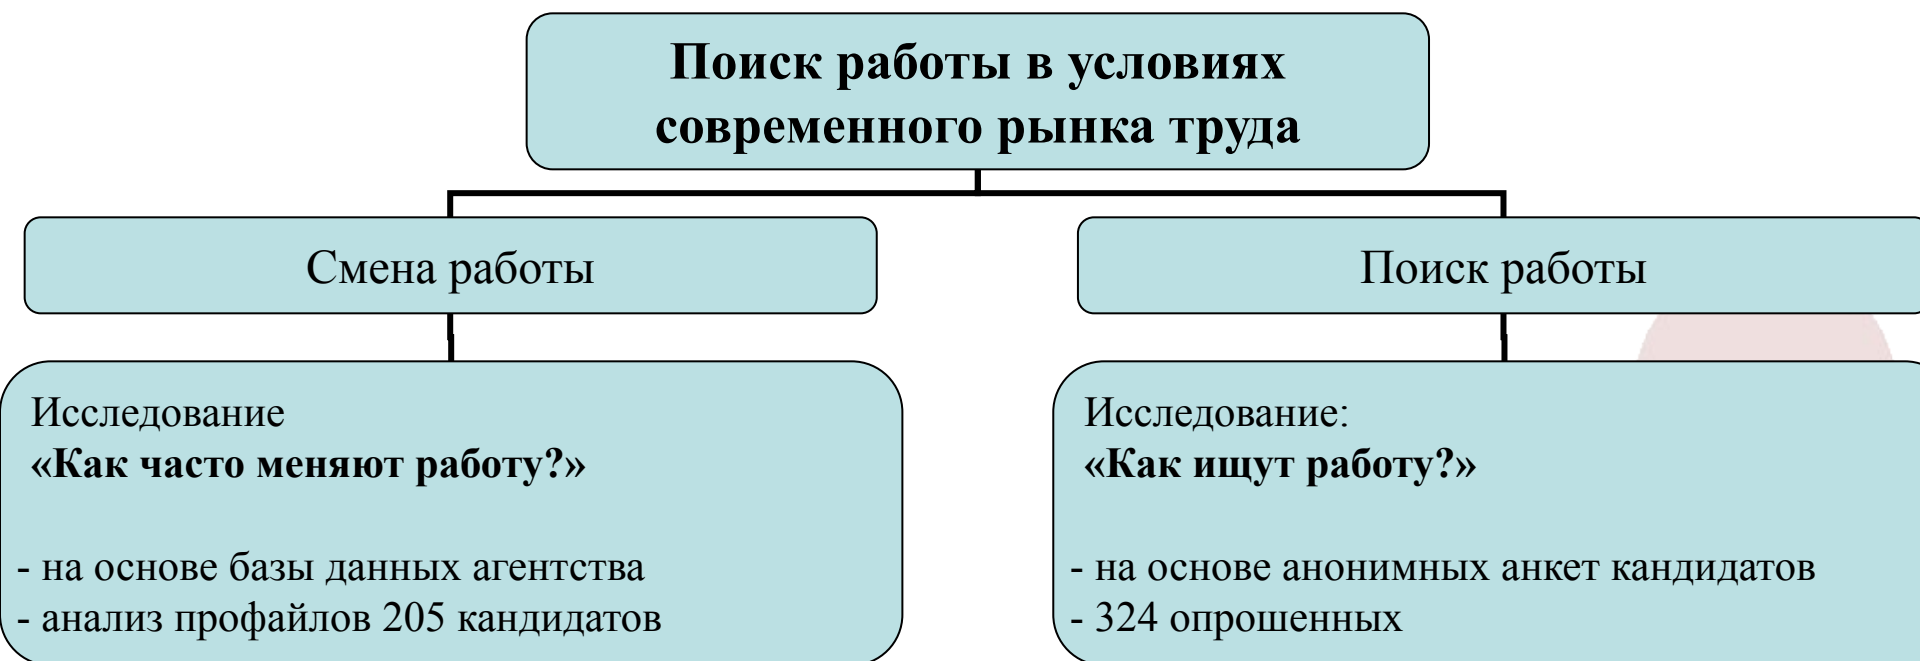 Поиск работы в условиях
современного рынка труда
Смена работы
Поиск работы
Исследование
«Как часто меняют работу?»
- на основе базы данных агентства
- анализ профайлов 205 кандидатов
Исследование:
«Как ищут работу?»
- на основе анонимных анкет кандидатов
- 324 опрошенных